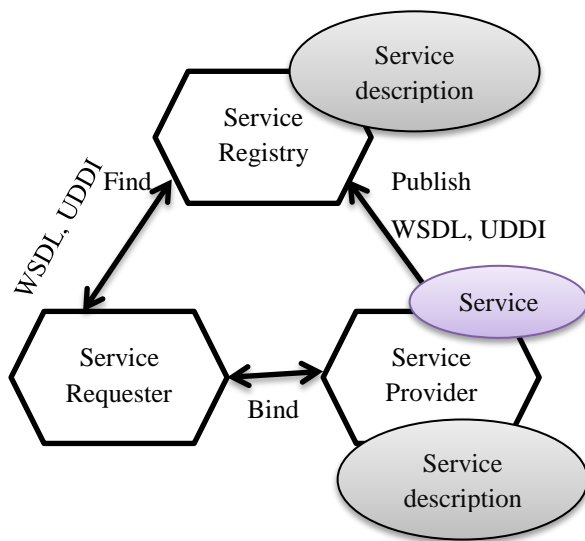 Service
description
Service
Registry
Find
WSDL, UDDI
Publish
WSDL, UDDI
Service
Service
Requester
Service
Provider
Bind
Service
description